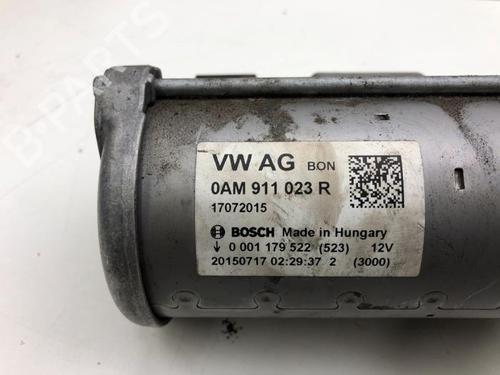 VW AG BON
0AM 911 023 R
17072015
BOSCH Made in Hungary
↓ 0 001 179 522 (523) 12V
20150717 02:29:37 2 (3000)
B-PARTS